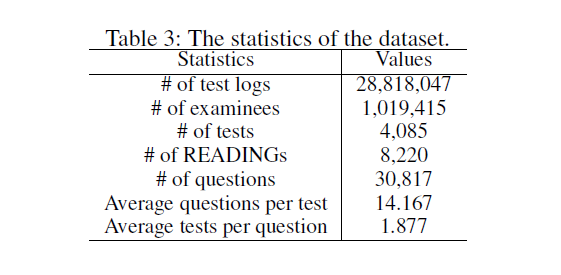 Table 3: The statistics of the dataset.
Statistics Values
# of test logs 28,818,047
# of examinees 1,019,415
# of tests 4,085
# of READINGs 8,220
# of questions 30,817
Average questions per test 14.167
Average tests per question 1.877